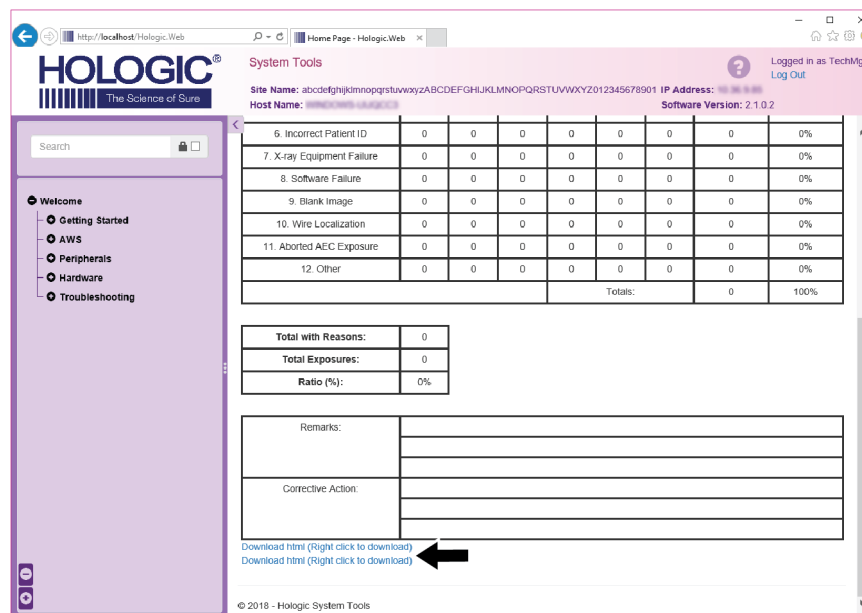 http://localhost/Hologic.Web
Home Page - Hologic.Web
HOLOGIC®
The Science of Sure
System Tools
Logged in as TechMg
Log Out
Site Name: abcdefghijklmnopqrstuvwxyzABCDEFGHIJKLMNOPQRSTUVWXYZ012345678901 IP Address:
Host Name:
Software Version: 2.1.0.2
Search
Welcome
Getting Started
AWS
Peripherals
Hardware
Troubleshooting
6. Incorrect Patient ID 0 0 0 0 0 0 0 0%
7. X-ray Equipment Failure 0 0 0 0 0 0 0 0%
8. Software Failure 0 0 0 0 0 0 0 0%
9. Blank Image 0 0 0 0 0 0 0 0%
10. Wire Localization 0 0 0 0 0 0 0 0%
11. Aborted AEC Exposure 0 0 0 0 0 0 0 0%
12. Other 0 0 0 0 0 0 0 0%
Totals: 0 100%
Total with Reasons: 0
Total Exposures: 0
Ratio (%): 0%
Remarks:
Corrective Action:
Download html (Right click to download)
Download html (Right click to download)
© 2018 - Hologic System Tools